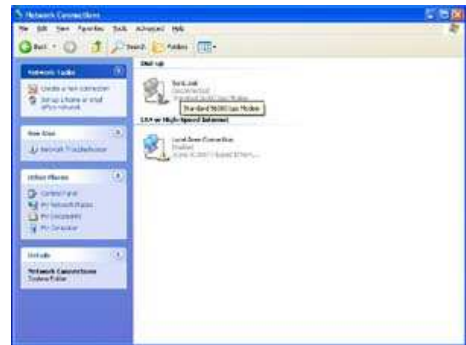 Network Connections
File Edit View Favorites Tools Advanced Help
Back Search Folders
Network Tasks
Create a new connection
Set up a home or small
office network
See Also
Network Troubleshooter
Other Places
Control Panel
My Network Places
My Documents
My Computer
Details
Network Connections
System Folder
Dial-up
Disconnected
Standard 56000 bps Modem
LAN or High-Speed Internet
Local Area Connection
Enabled